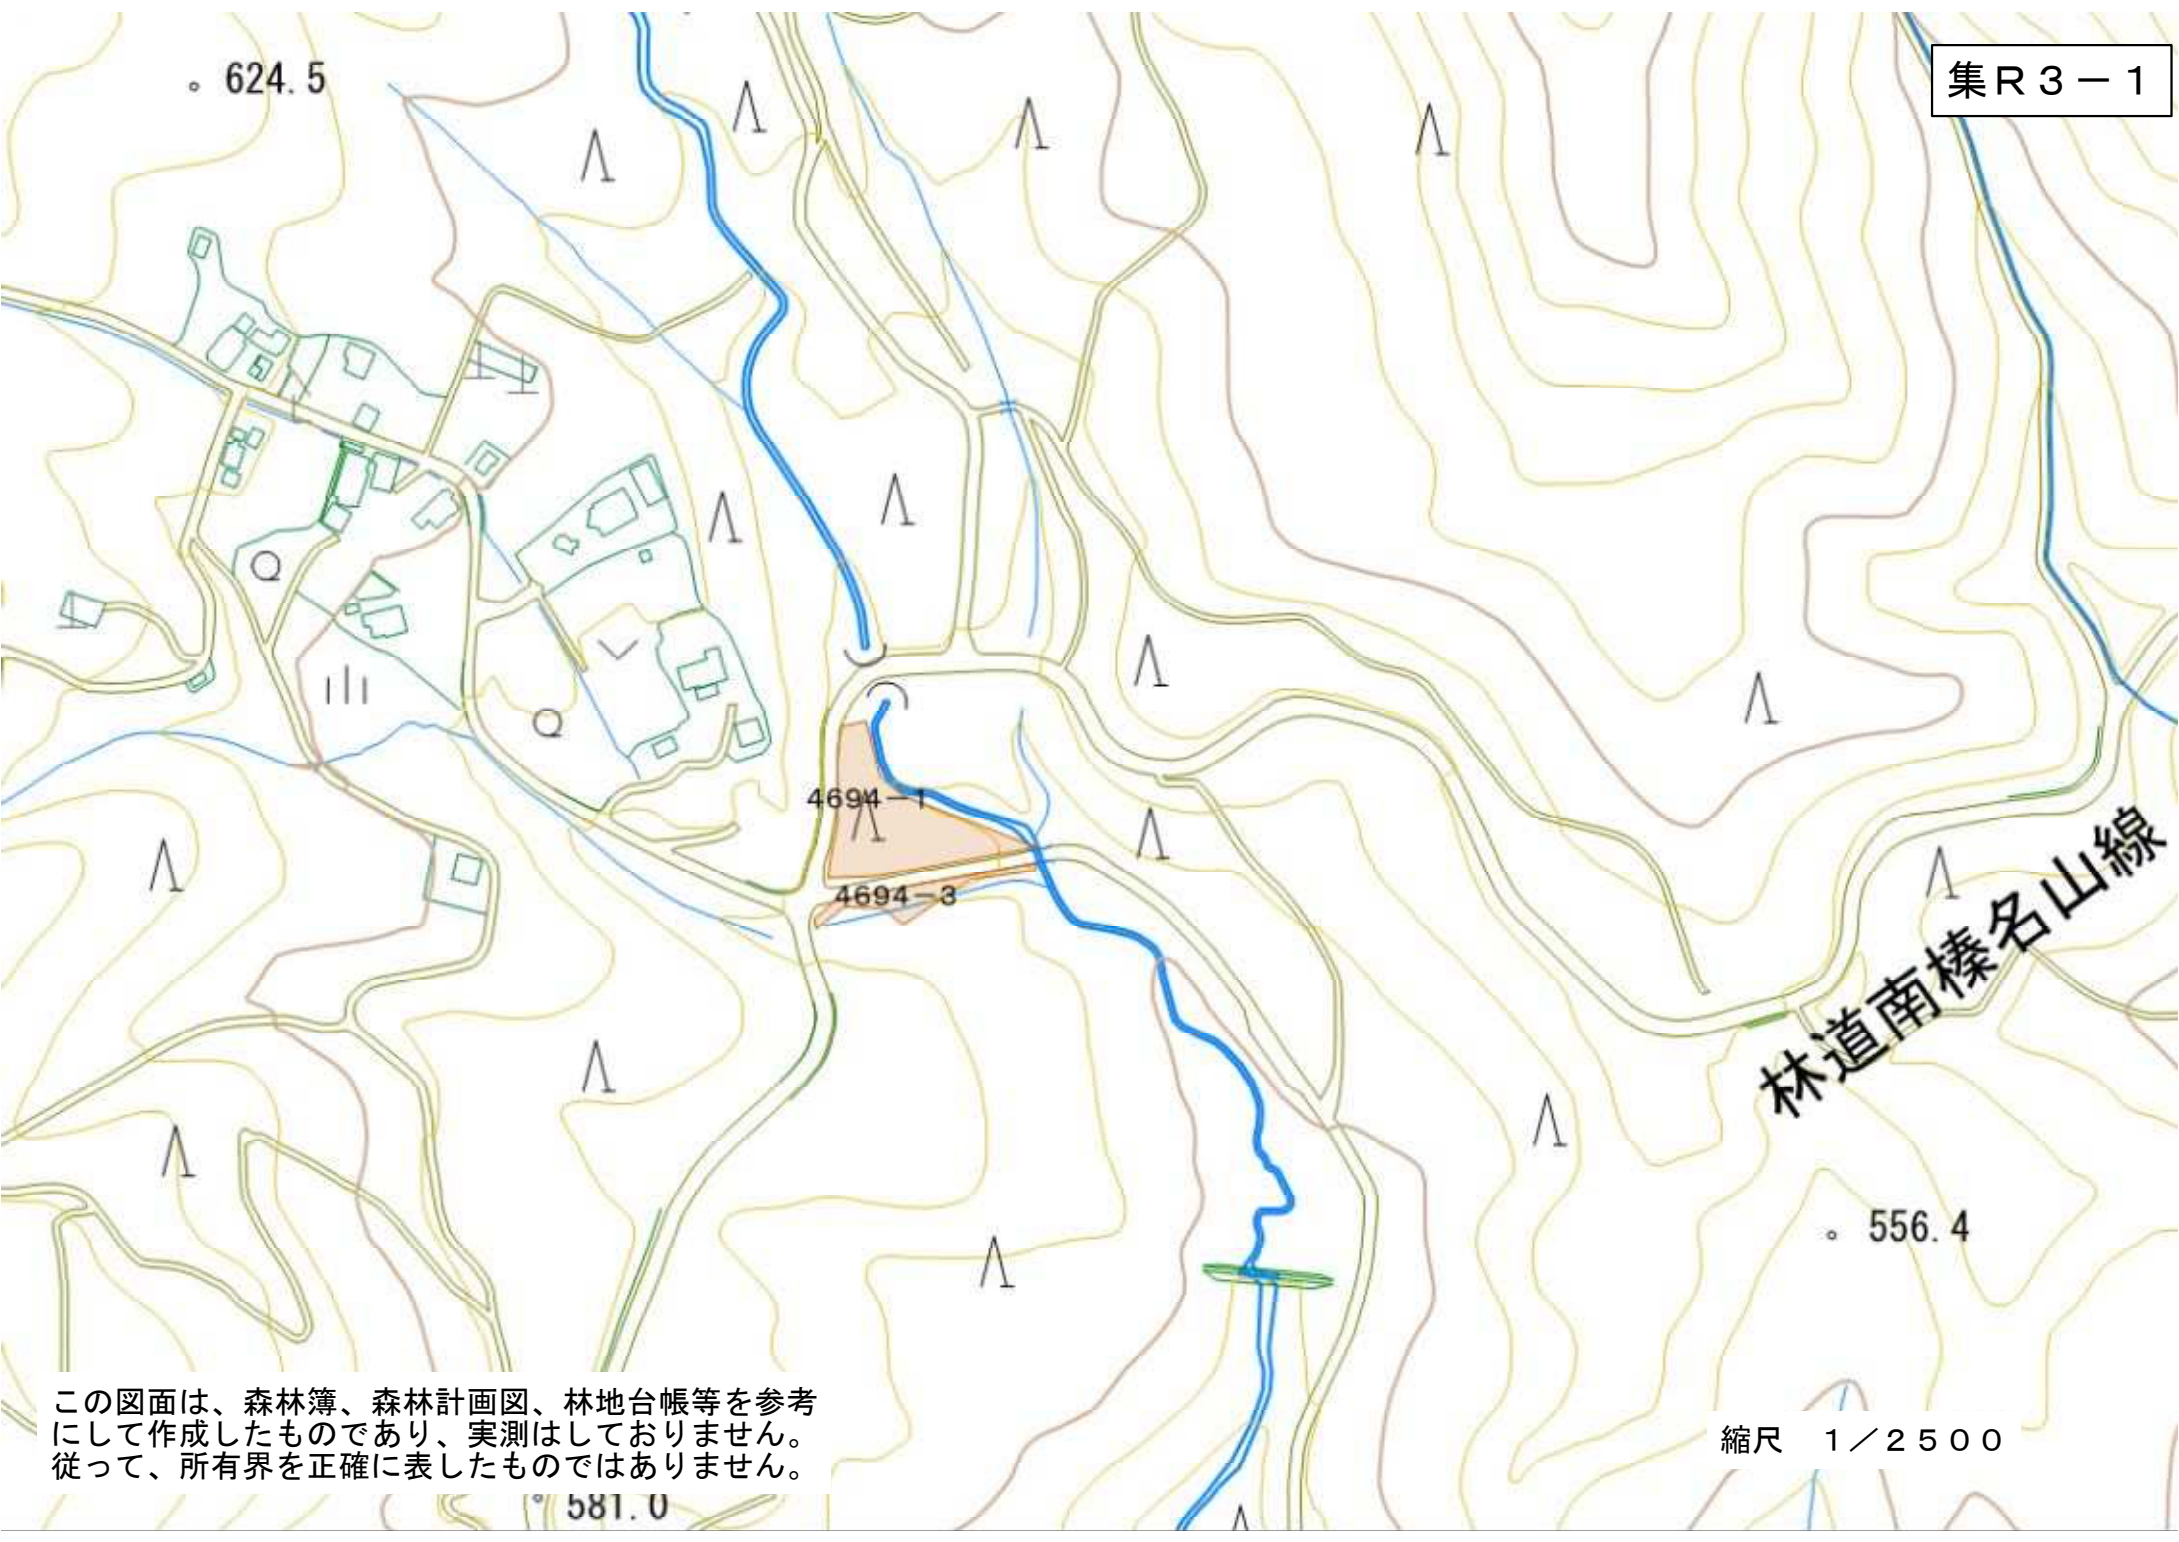 624.5
集R3－1
4694－1
4694－3
林道南榛名山線
556.4
この図面は、森林簿、森林計画図、林地台帳等を参考
にして作成したものであり、実測はしておりません。
従って、所有界を正確に表したものではありません。
縮尺　1／2500
581.0